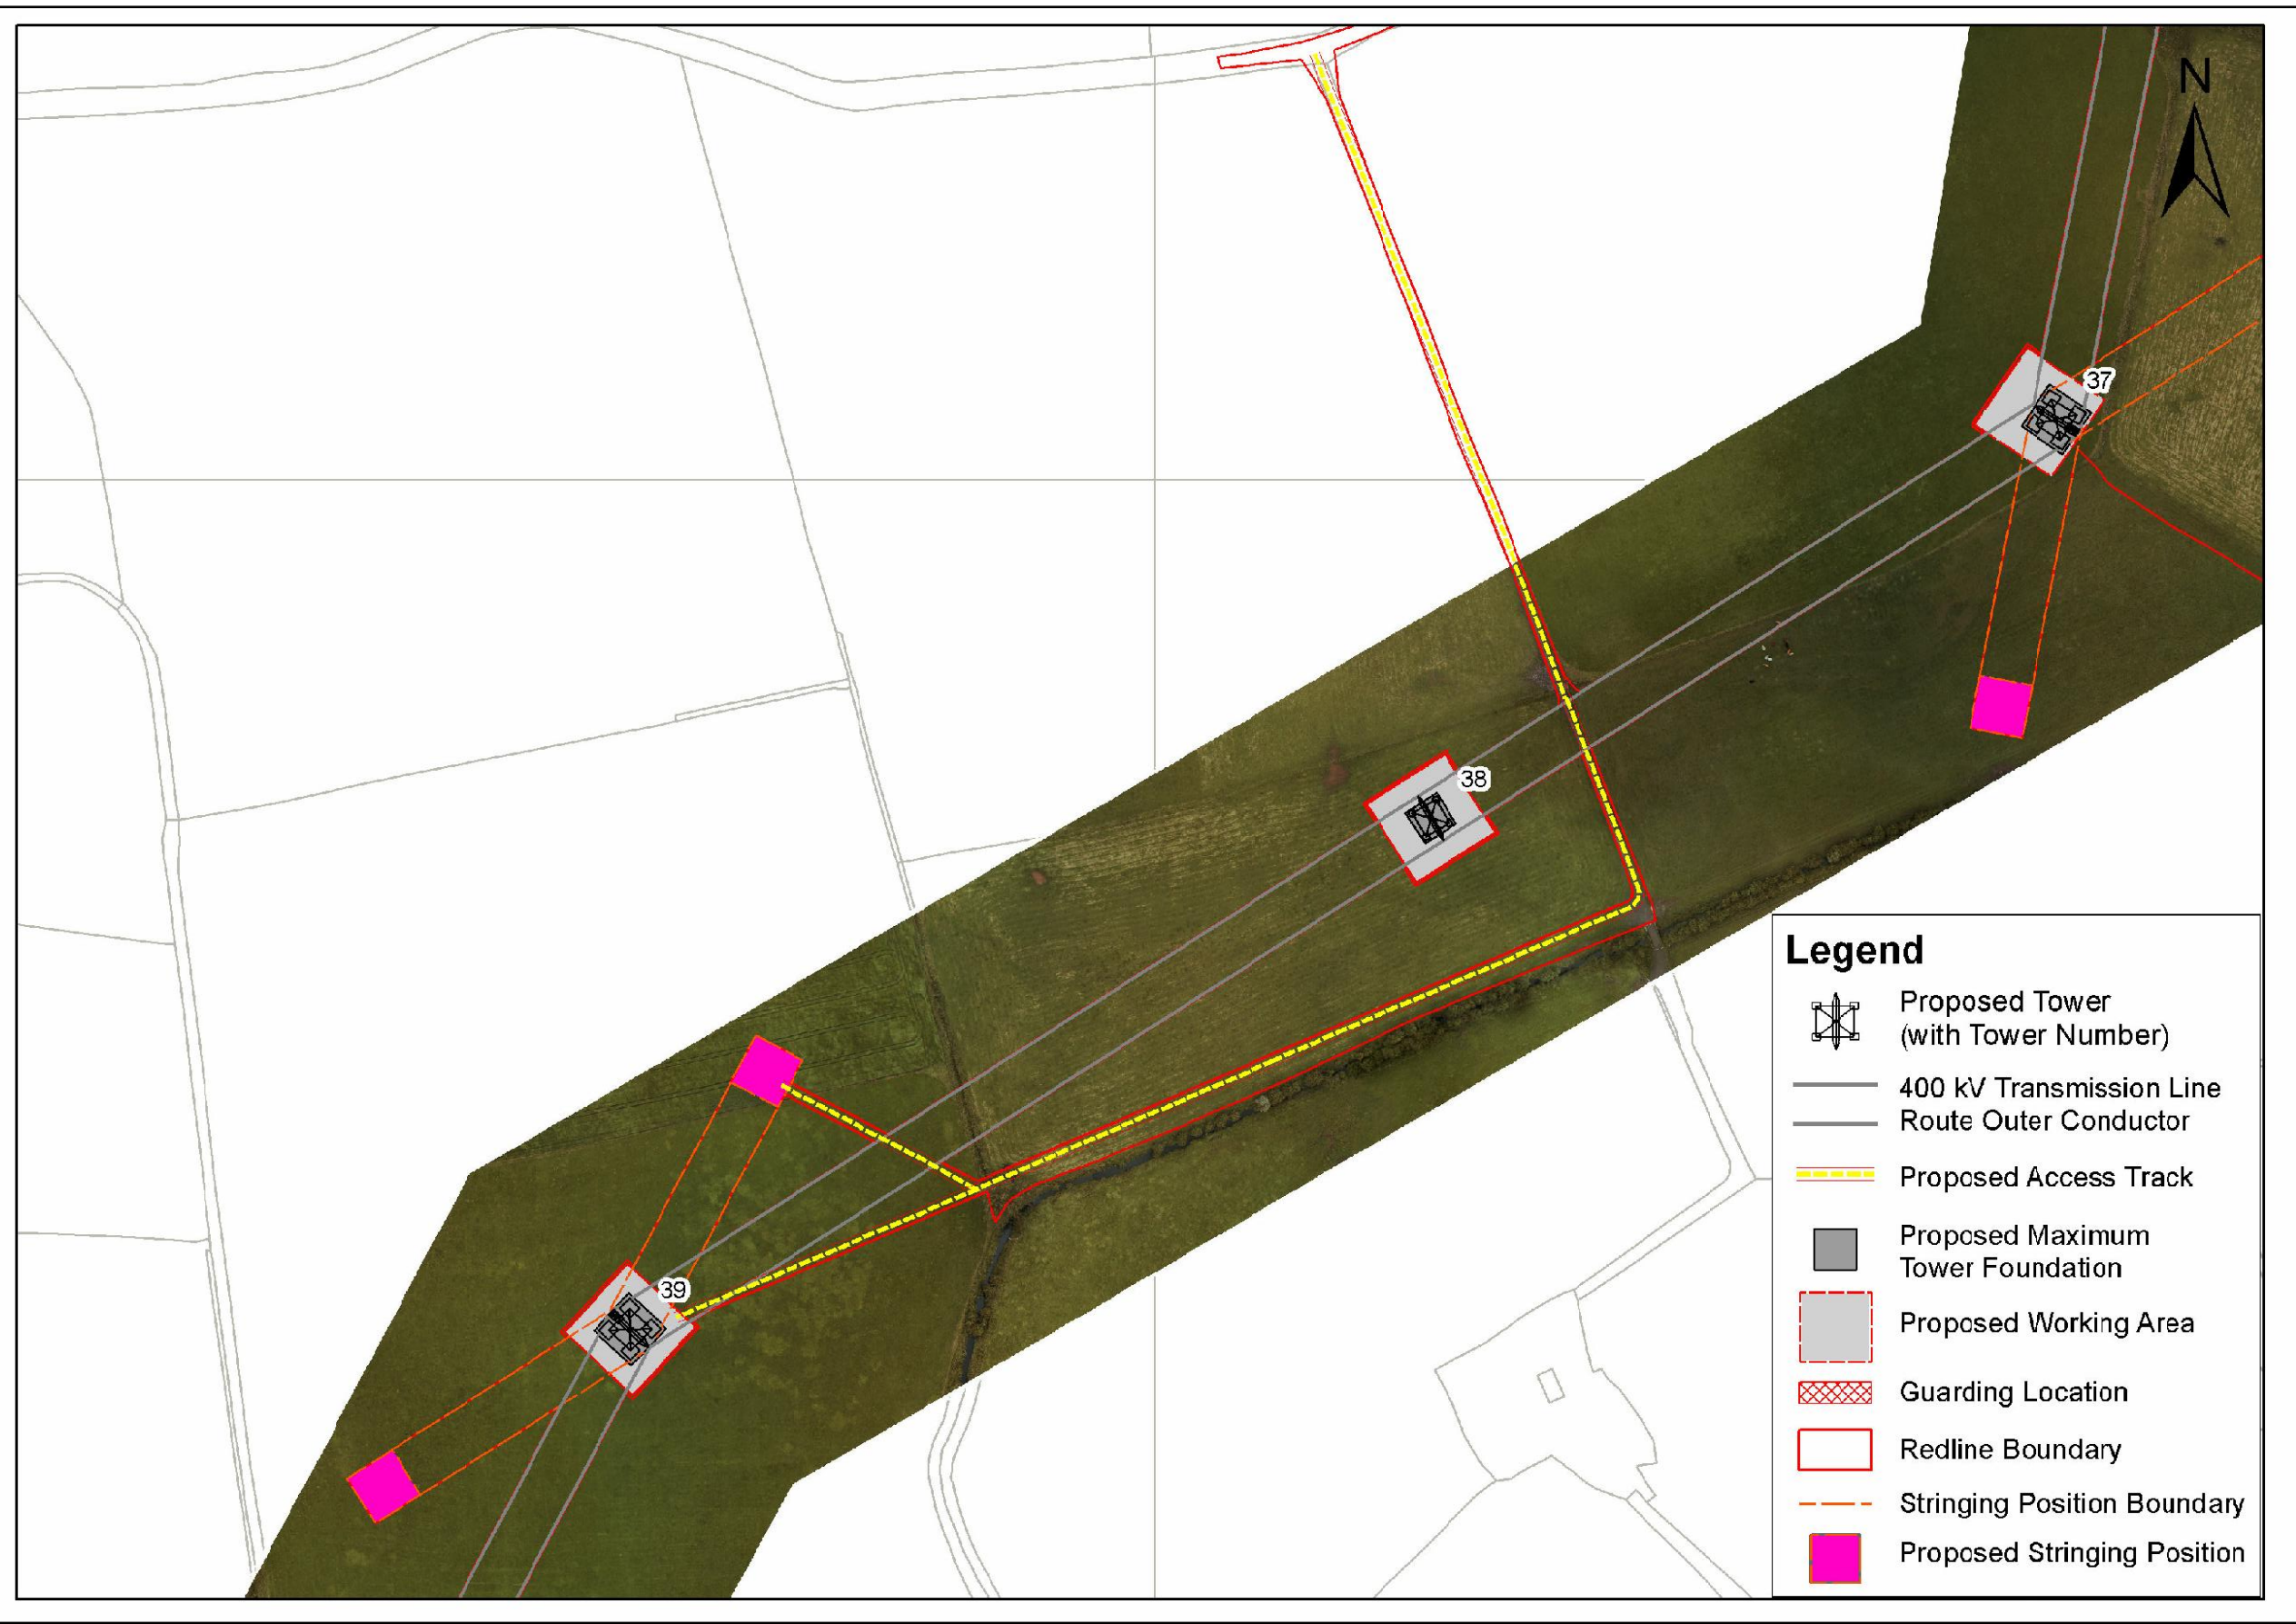 N
37
38
39
Legend
Proposed Tower
(with Tower Number)
400 kV Transmission Line
Route Outer Conductor
Proposed Access Track
Proposed Maximum
Tower Foundation
Proposed Working Area
Guarding Location
Redline Boundary
Stringing Position Boundary
Proposed Stringing Position